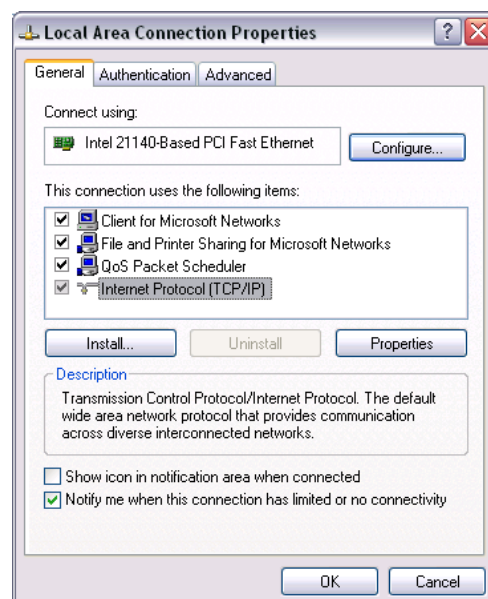 Local Area Connection Properties
General Authentication Advanced
Connect using:
Intel 21140-Based PCI Fast Ethernet
Configure...
This connection uses the following items:
Client for Microsoft Networks
File and Printer Sharing for Microsoft Networks
QoS Packet Scheduler
Internet Protocol (TCP/IP)
Install... Uninstall Properties
Description
Transmission Control Protocol/Internet Protocol. The default
wide area network protocol that provides communication
across diverse interconnected networks.
Show icon in notification area when connected
Notify me when this connection has limited or no connectivity
OK Cancel